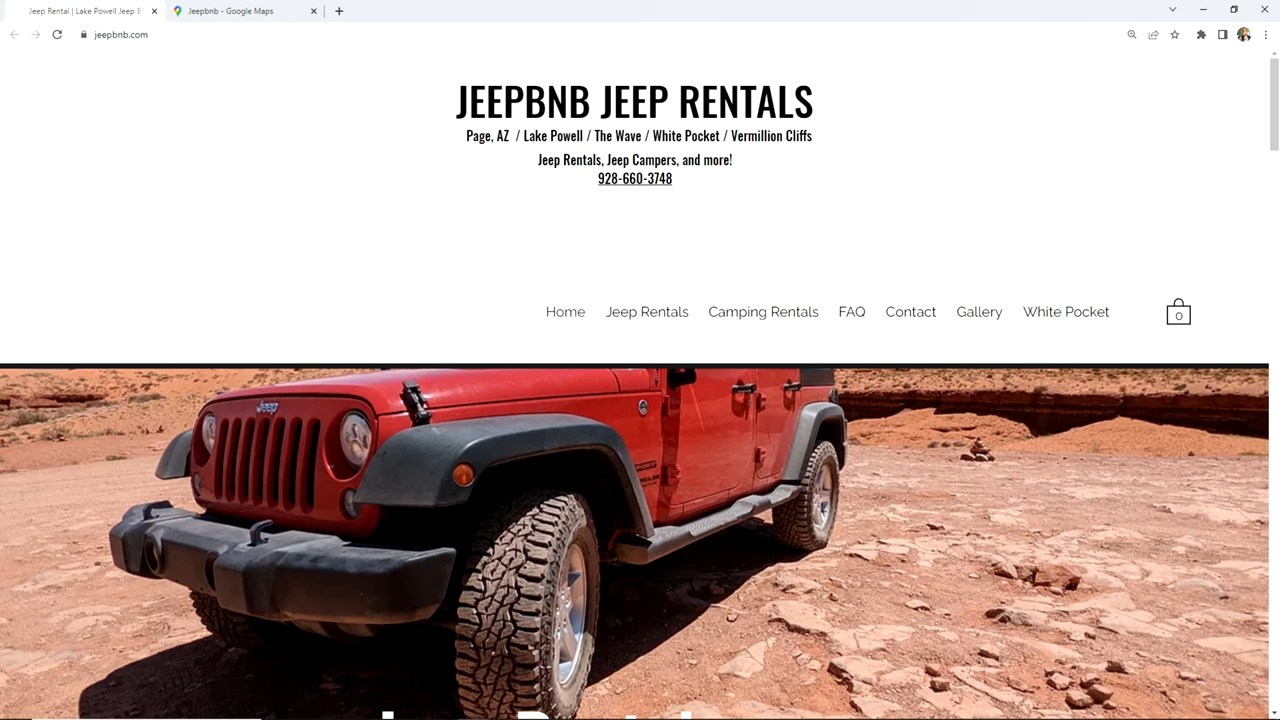 Jeep Rental | Lake Powell Jeep
Jeepbnb - Google Maps
jeepbnb.com
JEEPBNB JEEP RENTALS
Page, AZ / Lake Powell / The Wave / White Pocket / Vermillion Cliffs
Jeep Rentals, Jeep Campers, and more!
928-660-3748
Home Jeep Rentals Camping Rentals FAQ Contact Gallery White Pocket 0
Jeep